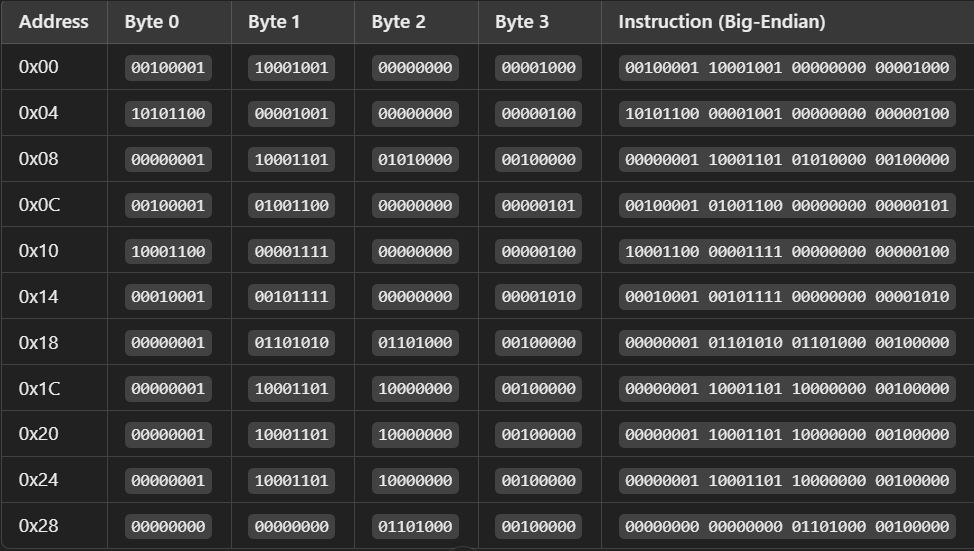 Address Byte 0 Byte 1 Byte 2 Byte 3 Instruction (Big-Endian)
0x00 00100001 10001001 00000000 00001000 00100001 10001001 00000000 00001000
0x04 10101100 00001001 00000000 00000100 10101100 00001001 00000000 00000100
0x08 00000001 10001101 01010000 00100000 00000001 10001101 01010000 00100000
0x0C 00100001 01001100 00000000 00000101 00100001 01001100 00000000 00000101
0x10 10001100 00001111 00000000 00000100 10001100 00001111 00000000 00000100
0x14 00010001 00101111 00000000 00001010 00010001 00101111 00000000 00001010
0x18 00000001 01101010 01101000 00100000 00000001 01101010 01101000 00100000
0x1C 00000001 10001101 10000000 00100000 00000001 10001101 10000000 00100000
0x20 00000001 10001101 10000000 00100000 00000001 10001101 10000000 00100000
0x24 00000001 10001101 10000000 00100000 00000001 10001101 10000000 00100000
0x28 00000000 00000000 01101000 00100000 00000000 00000000 01101000 00100000